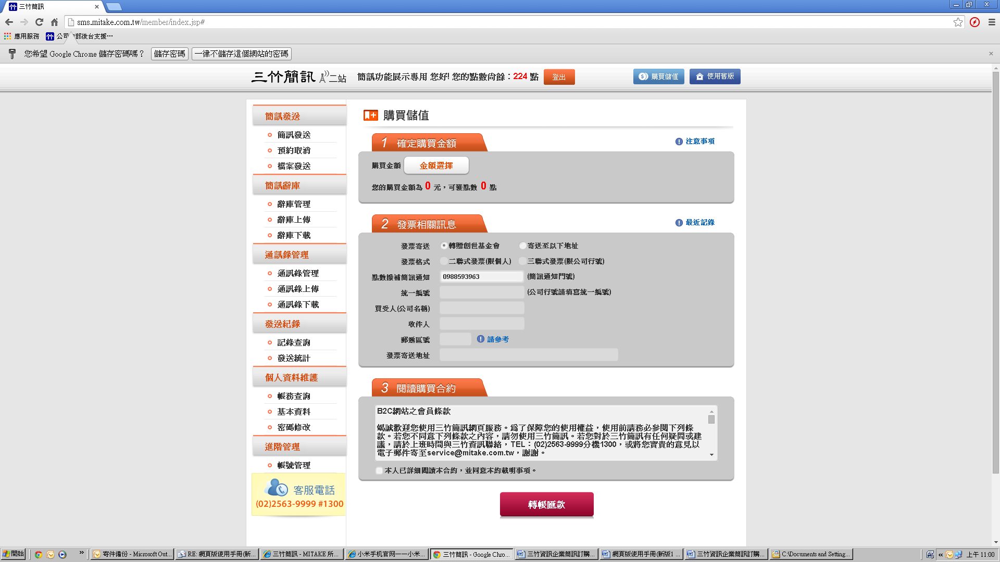 三竹簡訊
sms.mitake.com.tw/member/index.jsp#
應用服務 公司內部後台支援…
您希望 Google Chrome 儲存密碼嗎？ 儲存密碼 一律不儲存這個網站的密碼
三竹簡訊 二站 簡訊功能展示專用 您好! 您的點數尚餘：224 點 登出 購買儲值 使用舊版
簡訊發送
簡訊發送
預約取消
檔案發送
簡訊辭庫
辭庫管理
辭庫上傳
辭庫下載
通訊錄管理
通訊錄管理
通訊錄上傳
通訊錄下載
發送紀錄
記錄查詢
發送統計
個人資料維護
帳務查詢
基本資料
密碼修改
進階管理
帳號管理
客服電話
(02)2563-9999 #1300
購買儲值
1 確定購買金額 注意事項
購買金額 金額選擇
您的購買金額為 0 元，可獲點數 0 點
2 發票相關訊息 最近記錄
發票寄送 轉贈創世基金會 寄送至以下地址
發票格式 二聯式發票(限個人) 三聯式發票(限公司行號)
點數撥補簡訊通知 0988593963 (簡訊通知門號)
統一編號 (公司行號請填寫統一編號)
買受人(公司名稱)
收件人
郵遞區號 請參考
發票寄送地址
3 閱讀購買合約
B2C網站之會員條款
竭誠歡迎您使用三竹簡訊網頁服務。為了保障您的使用權益，使用前請務必參閱下列條
款。若您不同意下列條款之內容，請勿使用三竹簡訊。若您對於三竹簡訊有任何疑問或建
議，請於上班時間與三竹資訊聯絡，TEL：(02)2563-9999分機1300，或將您寶貴的意見以
電子郵件寄至service@mitake.com.tw，謝謝。
本人已詳細閱讀本合約，並同意本約載明事項。
轉帳匯款
開始 寄件備份 - Microsoft Out... RE: 網頁版使用手冊(新... 三竹簡訊 - MITAKE 所... 小米手机官网——小米... 三竹簡訊 - Google Chro... 三竹資訊企業簡訊訂購... 網頁版使用手冊(新版1 ... 三竹資訊企業簡訊訂購... C:\Documents and Setting... 上午 11:00